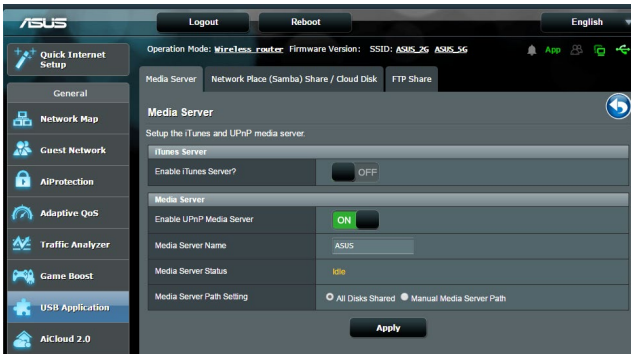 ASUS
Logout
Reboot
English
Quick Internet
Setup
General
Network Map
Guest Network
AiProtection
Adaptive QoS
Traffic Analyzer
Game Boost
USB Application
AiCloud 2.0
Operation Mode: Wireless router Firmware Version: SSID: ASUS_2G ASUS_5G
App
Media Server
Network Place (Samba) Share / Cloud Disk
FTP Share
Media Server
Setup the iTunes and UPnP media server.
iTunes Server
Enable iTunes Server?
OFF
Media Server
Enable UPnP Media Server
ON
Media Server Name
ASUS
Media Server Status
Idle
Media Server Path Setting
All Disks Shared
Manual Media Server Path
Apply